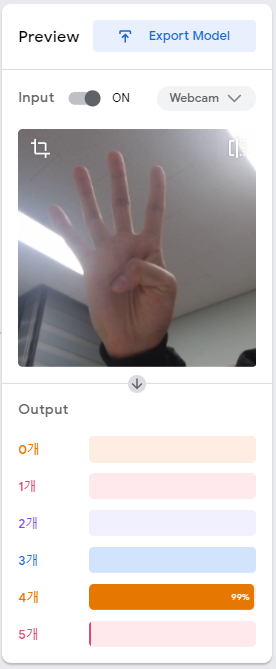 Preview
Export Model
Input ON Webcam
Output
0개
1개
2개
3개
4개 99%
5개